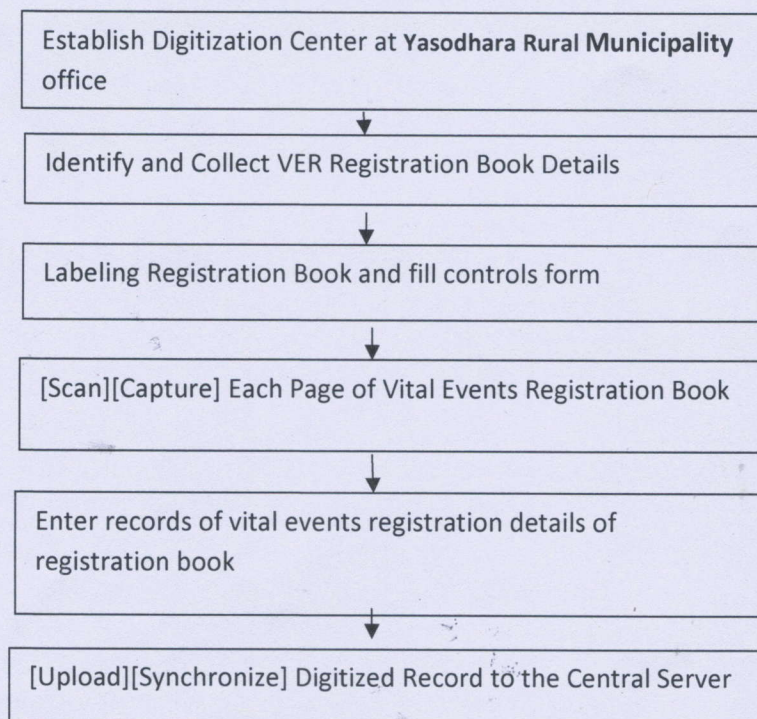 Establish Digitization Center at Yasodhara Rural Municipality
office
Identify and Collect VER Registration Book Details
Labeling Registration Book and fill controls form
[Scan][Capture] Each Page of Vital Events Registration Book
Enter records of vital events registration details of
registration book
[Upload][Synchronize] Digitized Record to the Central Server